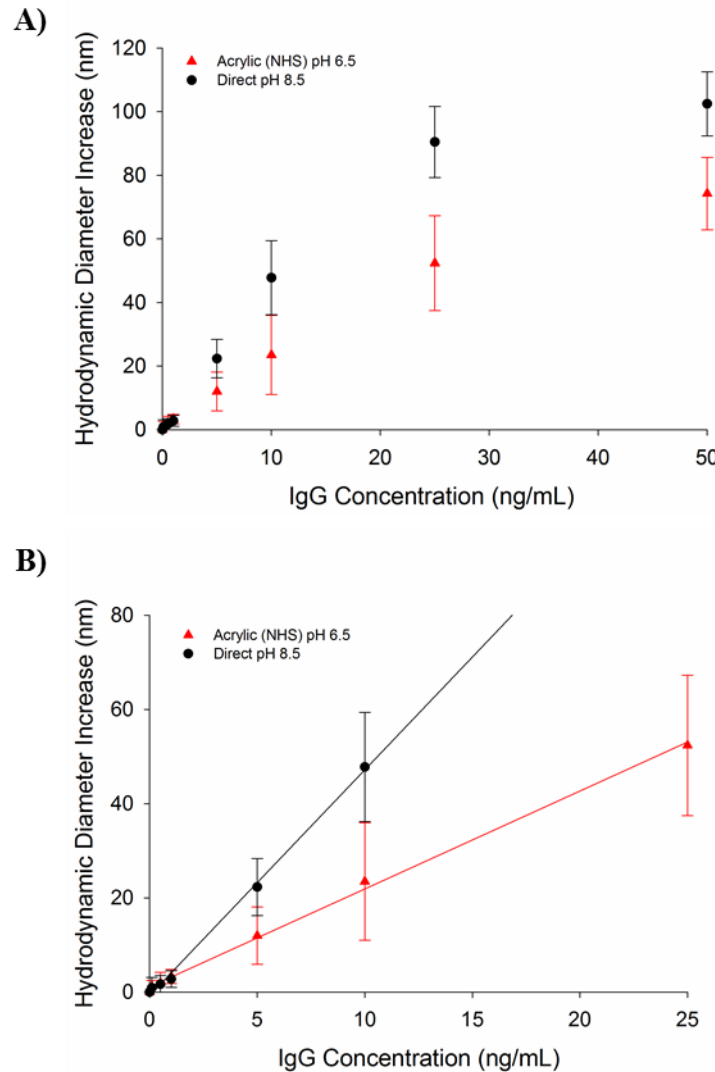 A)
120
Acrylic (NHS) pH 6.5
Direct pH 8.5
100
80
60
40
20
0
Hydrodynamic Diameter Increase (nm)
0 10 20 30 40 50
IgG Concentration (ng/mL)
B)
80
Acrylic (NHS) pH 6.5
Direct pH 8.5
60
40
20
0
Hydrodynamic Diameter Increase (nm)
0 5 10 15 20 25
IgG Concentration (ng/mL)